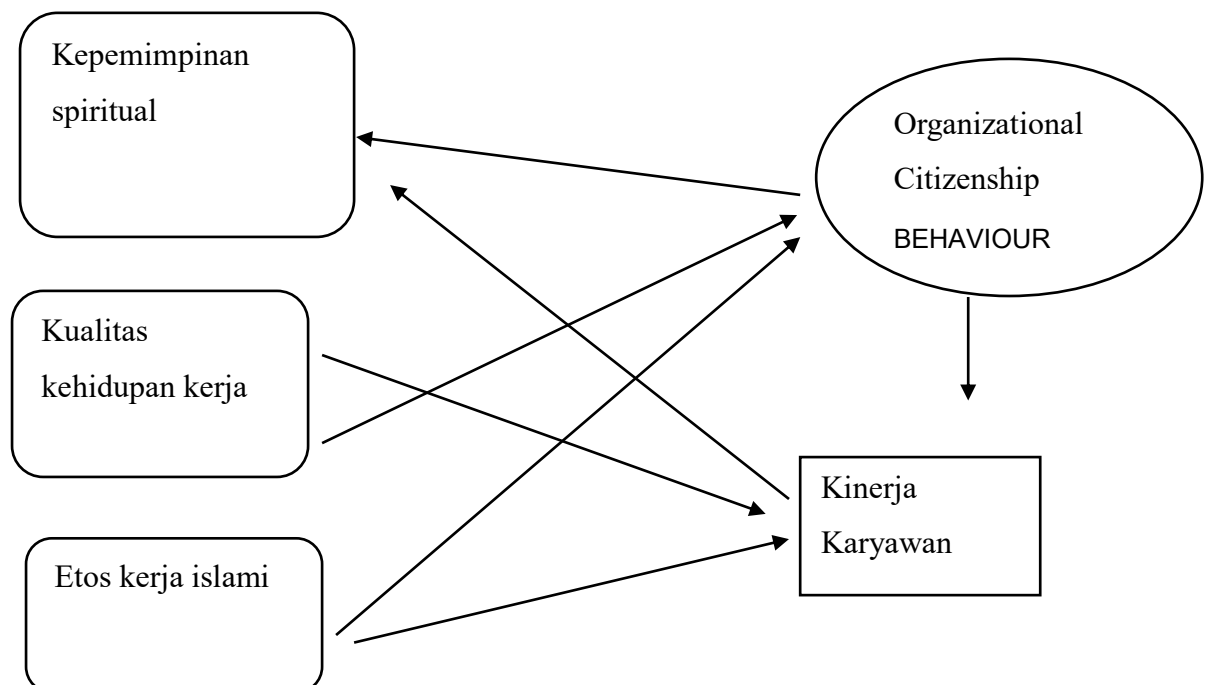 Kepemimpinan
spiritual
Organizational
Citizenship
BEHAVIOUR
Kualitas
kehidupan kerja
Kinerja
Karyawan
Etos kerja islami